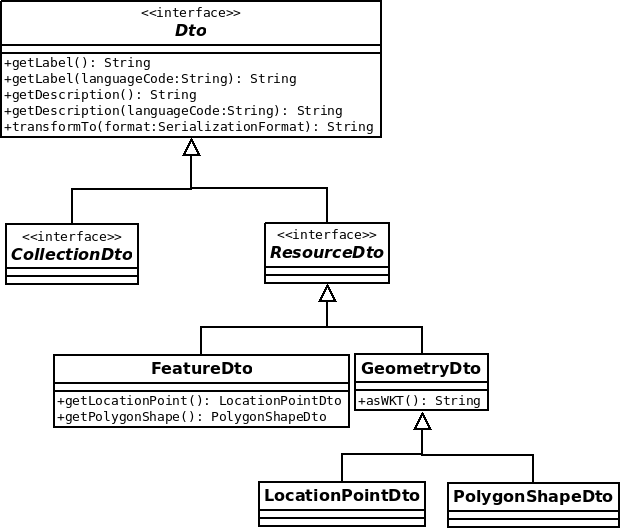 <<interface>>
Dto
+getLabel(): String
+getLabel(languageCode:String): String
+getDescription(): String
+getDescription(languageCode:String): String
+transformTo(format:SerializationFormat): String
<<interface>>
CollectionDto
<<interface>>
ResourceDto
FeatureDto
+getLocationPoint(): LocationPointDto
+getPolygonShape(): PolygonShapeDto
GeometryDto
+asWKT(): String
LocationPointDto
PolygonShapeDto